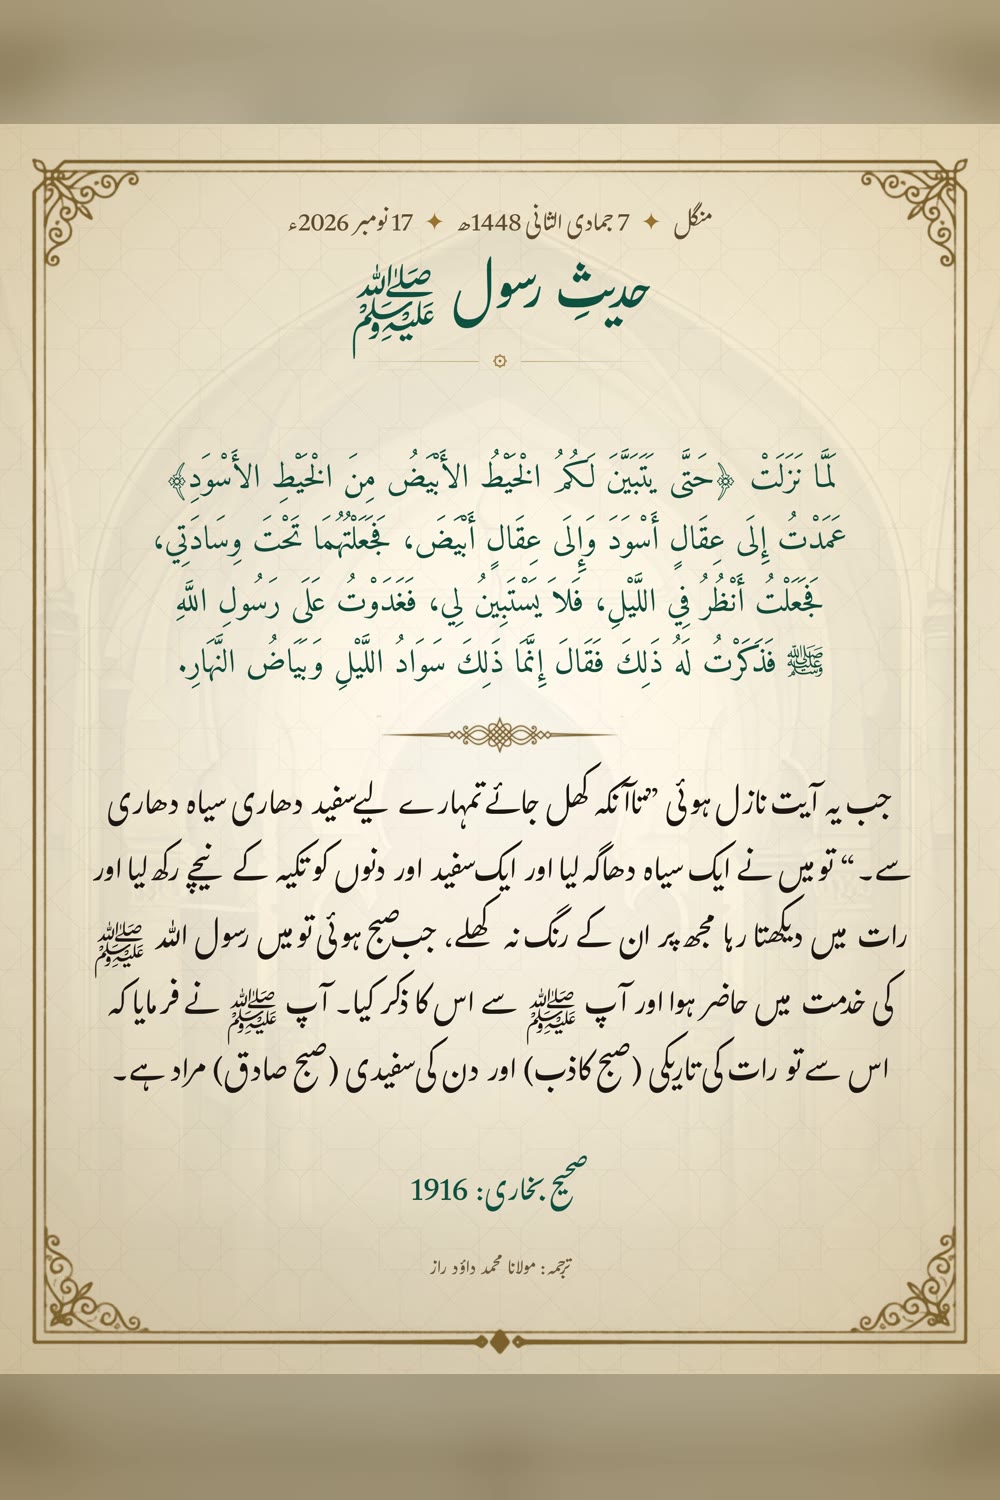 منگل ✦ 7 جمادی الثانی 1448ھ ✦ 17 نومبر 2026ء
حدیثِ رسول ﷺ
لَمَّا نَزَلَتْ ﴿حَتَّى يَتَبَيَّنَ لَكُمُ الْخَيْطُ الأَبْيَضُ مِنَ الْخَيْطِ الأَسْوَدِ﴾
عَمَدْتُ إِلَى عِقَالٍ أَسْوَدَ وَإِلَى عِقَالٍ أَبْيَضَ، فَجَعَلْتُهُمَا تَحْتَ وِسَادَتِي،
فَجَعَلْتُ أَنْظُرُ فِي اللَّيْلِ، فَلاَ يَسْتَبِينُ لِي، فَغَدَوْتُ عَلَى رَسُولِ اللَّهِ
ﷺ فَذَكَرْتُ لَهُ ذَلِكَ فَقَالَ إِنَّمَا ذَلِكَ سَوَادُ اللَّيْلِ وَبَيَاضُ النَّهَارِ.
جب یہ آیت نازل ہوئی ”تاآنکہ کھل جائے تمہارے لیے سفید دھاری سیاہ دھاری
سے۔“ تو میں نے ایک سیاہ دھاگہ لیا اور ایک سفید اور دنوں کو تکیہ کے نیچے رکھ لیا اور
رات میں دیکھتا رہا مجھ پر ان کے رنگ نہ کھلے، جب صبح ہوئی تو میں رسول اللہ ﷺ
کی خدمت میں حاضر ہوا اور آپ ﷺ سے اس کا ذکر کیا۔ آپ ﷺ نے فرمایا کہ
اس سے تو رات کی تاریکی (صبح کاذب) اور دن کی سفیدی (صبح صادق) مراد ہے۔
صحیح بخاری: 1916
ترجمہ: مولانا محمد داؤد راز